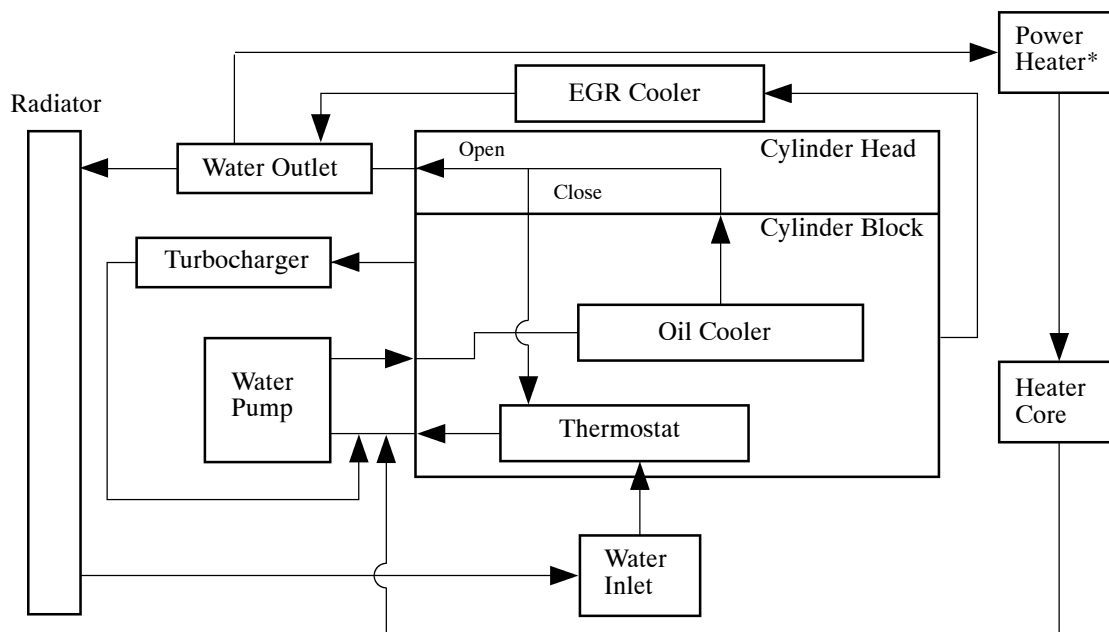 Power
Heater*
EGR Cooler
Radiator
Water Outlet
Open
Cylinder Head
Close
Cylinder Block
Turbocharger
Oil Cooler
Water
Pump
Heater
Core
Thermostat
Water
Inlet